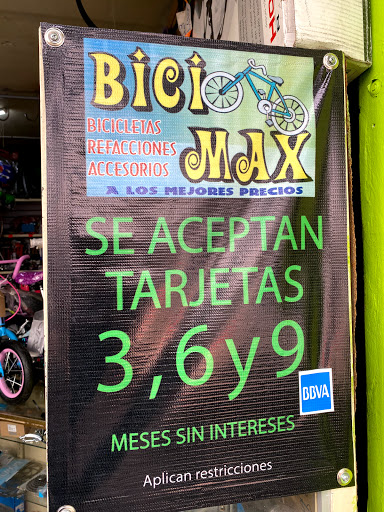 BiCi
BICICLETAS
REFACCIONES
ACCESORIOS
MAX
A LOS MEJORES PRECIOS
SE ACEPTAN
TARJETAS
3, 6 y 9
BBVA
MESES SIN INTERESES
Aplican restricciones